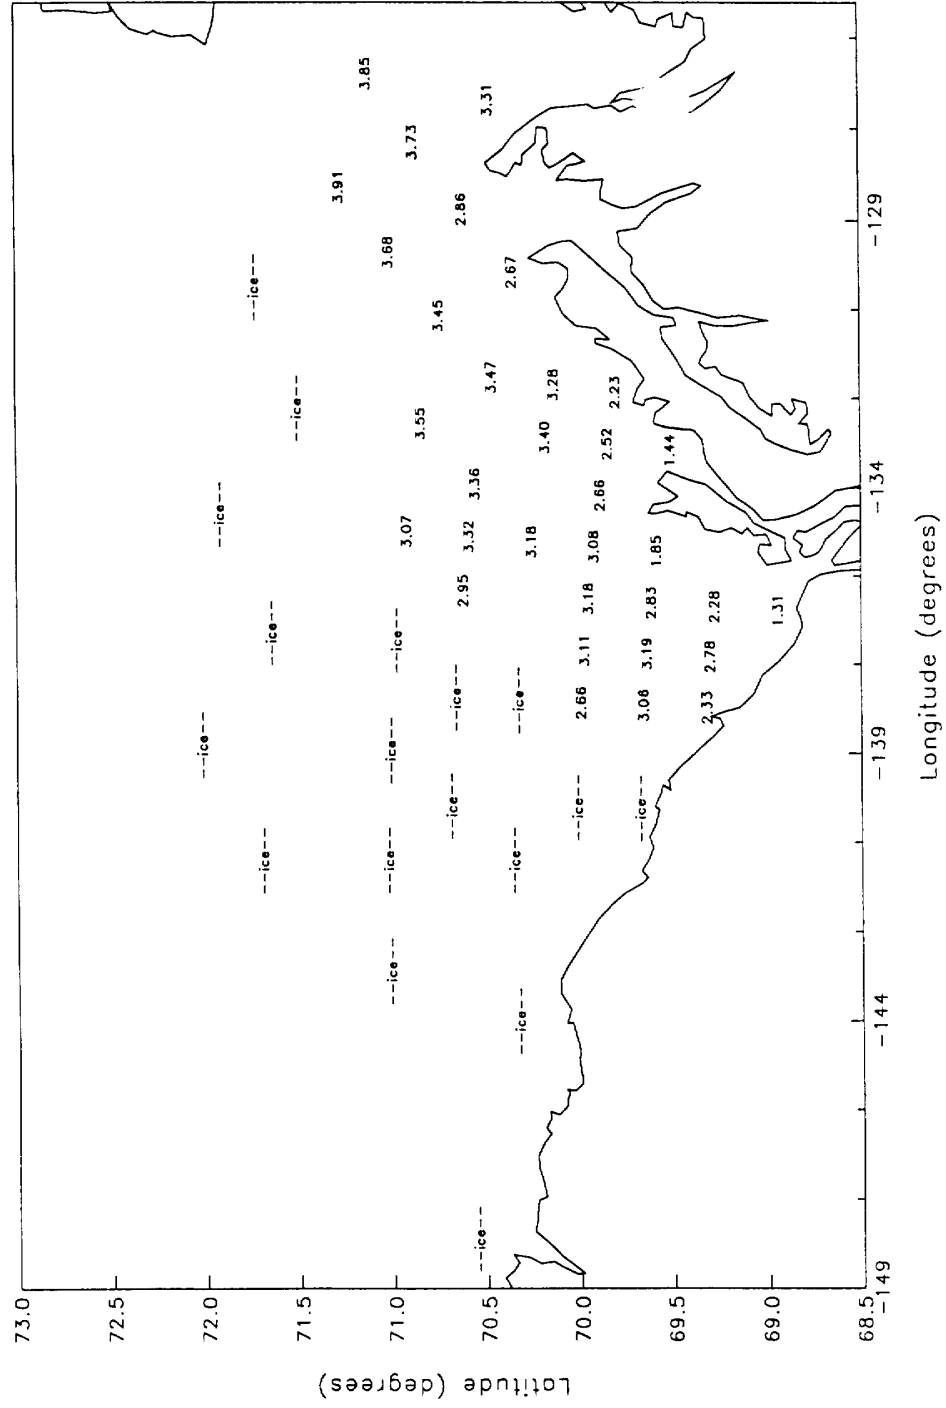 Latitude (degrees)
73.0
72.5
72.0
71.5
71.0
70.5
70.0
69.5
69.0
68.5
--ice--
--ice--
--ice--
--ice--
--ice--
--ice--
3.91
3.85
--ice-- --ice-- --ice-- --ice-- 3.68
3.07 3.55 3.73
3.45
--ice-- --ice--
2.95 3.32 3.36 2.86
--ice-- 3.47 3.31
--ice-- --ice-- --ice-- 2.67
3.18 3.40 3.28
--ice-- 2.66 3.11 3.18 3.08 2.66 2.52 2.23
--ice-- 3.06 3.19 2.83 1.85 1.44
2.33 2.78 2.28
1.31
-149 -144 -139 -134 -129
Longitude (degrees)